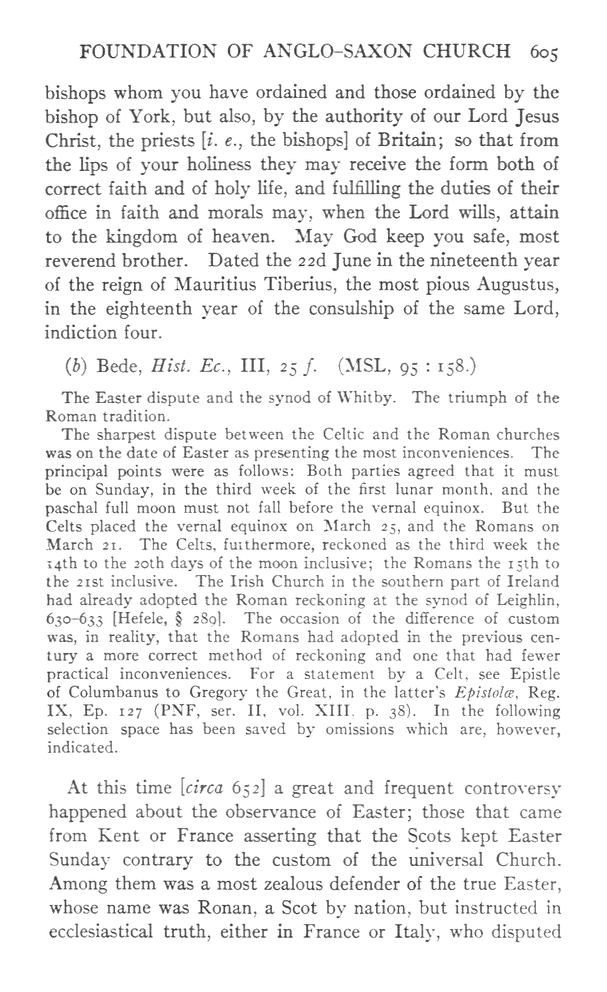 FOUNDATION OF ANGLO-SAXON CHURCH 605
bishops whom you have ordained and those ordained by the
bishop of York, but also, by the authority of our Lord Jesus
Christ, the priests [i. e., the bishops] of Britain; so that from
the lips of your holiness they may receive the form both of
correct faith and of holy life, and fulfilling the duties of their
office in faith and morals may, when the Lord wills, attain
to the kingdom of heaven. May God keep you safe, most
reverend brother. Dated the 22d June in the nineteenth year
of the reign of Mauritius Tiberius, the most pious Augustus,
in the eighteenth year of the consulship of the same Lord,
indiction four.
(b) Bede, Hist. Ec., III, 25 f. (MSL, 95 : 158.)
The Easter dispute and the synod of Whitby. The triumph of the
Roman tradition.
The sharpest dispute between the Celtic and the Roman churches
was on the date of Easter as presenting the most inconveniences. The
principal points were as follows: Both parties agreed that it must
be on Sunday, in the third week of the first lunar month, and the
paschal full moon must not fall before the vernal equinox. But the
Celts placed the vernal equinox on March 25, and the Romans on
March 21. The Celts, furthermore, reckoned as the third week the
14th to the 20th days of the moon inclusive; the Romans the 15th to
the 21st inclusive. The Irish Church in the southern part of Ireland
had already adopted the Roman reckoning at the synod of Leighlin,
630-633 [Hefele, § 289]. The occasion of the difference of custom
was, in reality, that the Romans had adopted in the previous cen-
tury a more correct method of reckoning and one that had fewer
practical inconveniences. For a statement by a Celt, see Epistle
of Columbanus to Gregory the Great, in the latter's Epistolæ, Reg.
IX, Ep. 127 (PNF, ser. II, vol. XIII, p. 38). In the following
selection space has been saved by omissions which are, however,
indicated.
At this time [circa 652] a great and frequent controversy
happened about the observance of Easter; those that came
from Kent or France asserting that the Scots kept Easter
Sunday contrary to the custom of the universal Church.
Among them was a most zealous defender of the true Easter,
whose name was Ronan, a Scot by nation, but instructed in
ecclesiastical truth, either in France or Italy, who disputed